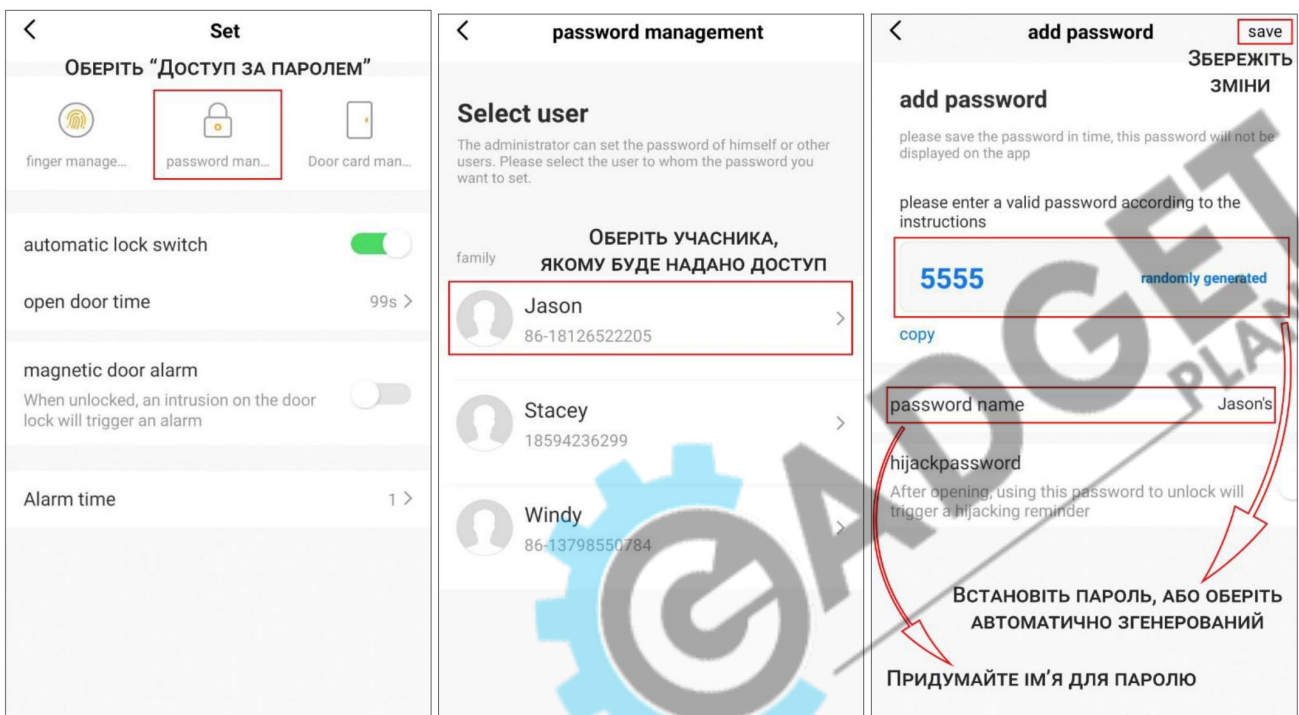 Set
ОБЕРІТЬ “ДОСТУП ЗА ПАРОЛЕМ”
finger manage...
password man...
Door card man...
automatic lock switch
open door time
99s
magnetic door alarm
When unlocked, an intrusion on the door
lock will trigger an alarm
Alarm time
1
password management
Select user
The administrator can set the password of himself or other
users. Please select the user to whom the password you
want to set.
ОБЕРІТЬ УЧАСНИКА,
family
ЯКОМУ БУДЕ НАДАНО ДОСТУП
Jason
86-18126522205
Stacey
18594236299
Windy
86-13798550784
add password
save
ЗБЕРЕЖІТЬ
ЗМІНИ
add password
please save the password in time, this password will not be
displayed on the app
please enter a valid password according to the
instructions
5555
randomly generated
copy
password name
Jason's
hijackpassword
After opening, using this password to unlock will
trigger a hijacking reminder
ВСТАНОВІТЬ ПАРОЛЬ, АБО ОБЕРІТЬ
АВТОМАТИЧНО ЗГЕНЕРОВАНИЙ
ПРИДУМАЙТЕ ІМ’Я ДЛЯ ПАРОЛЮ
GADGET
PLAN